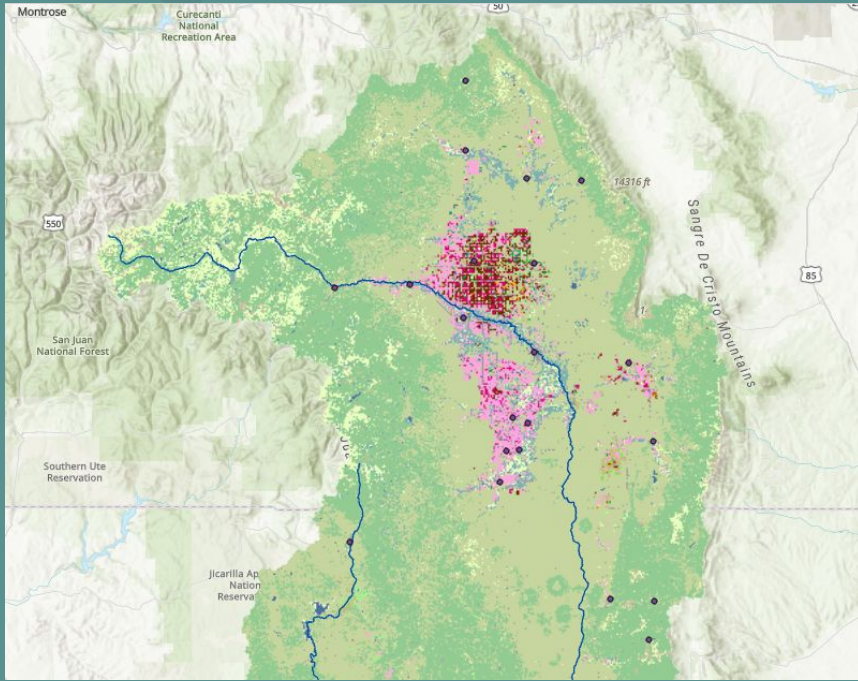 Montrose
Curecanti
National
Recreation Area
50
14316 ft
550
Sangre De Cristo Mountains
85
San Juan
National Forest
Southern Ute
Reservation
Jicarilla Ap
Nation
Reserva